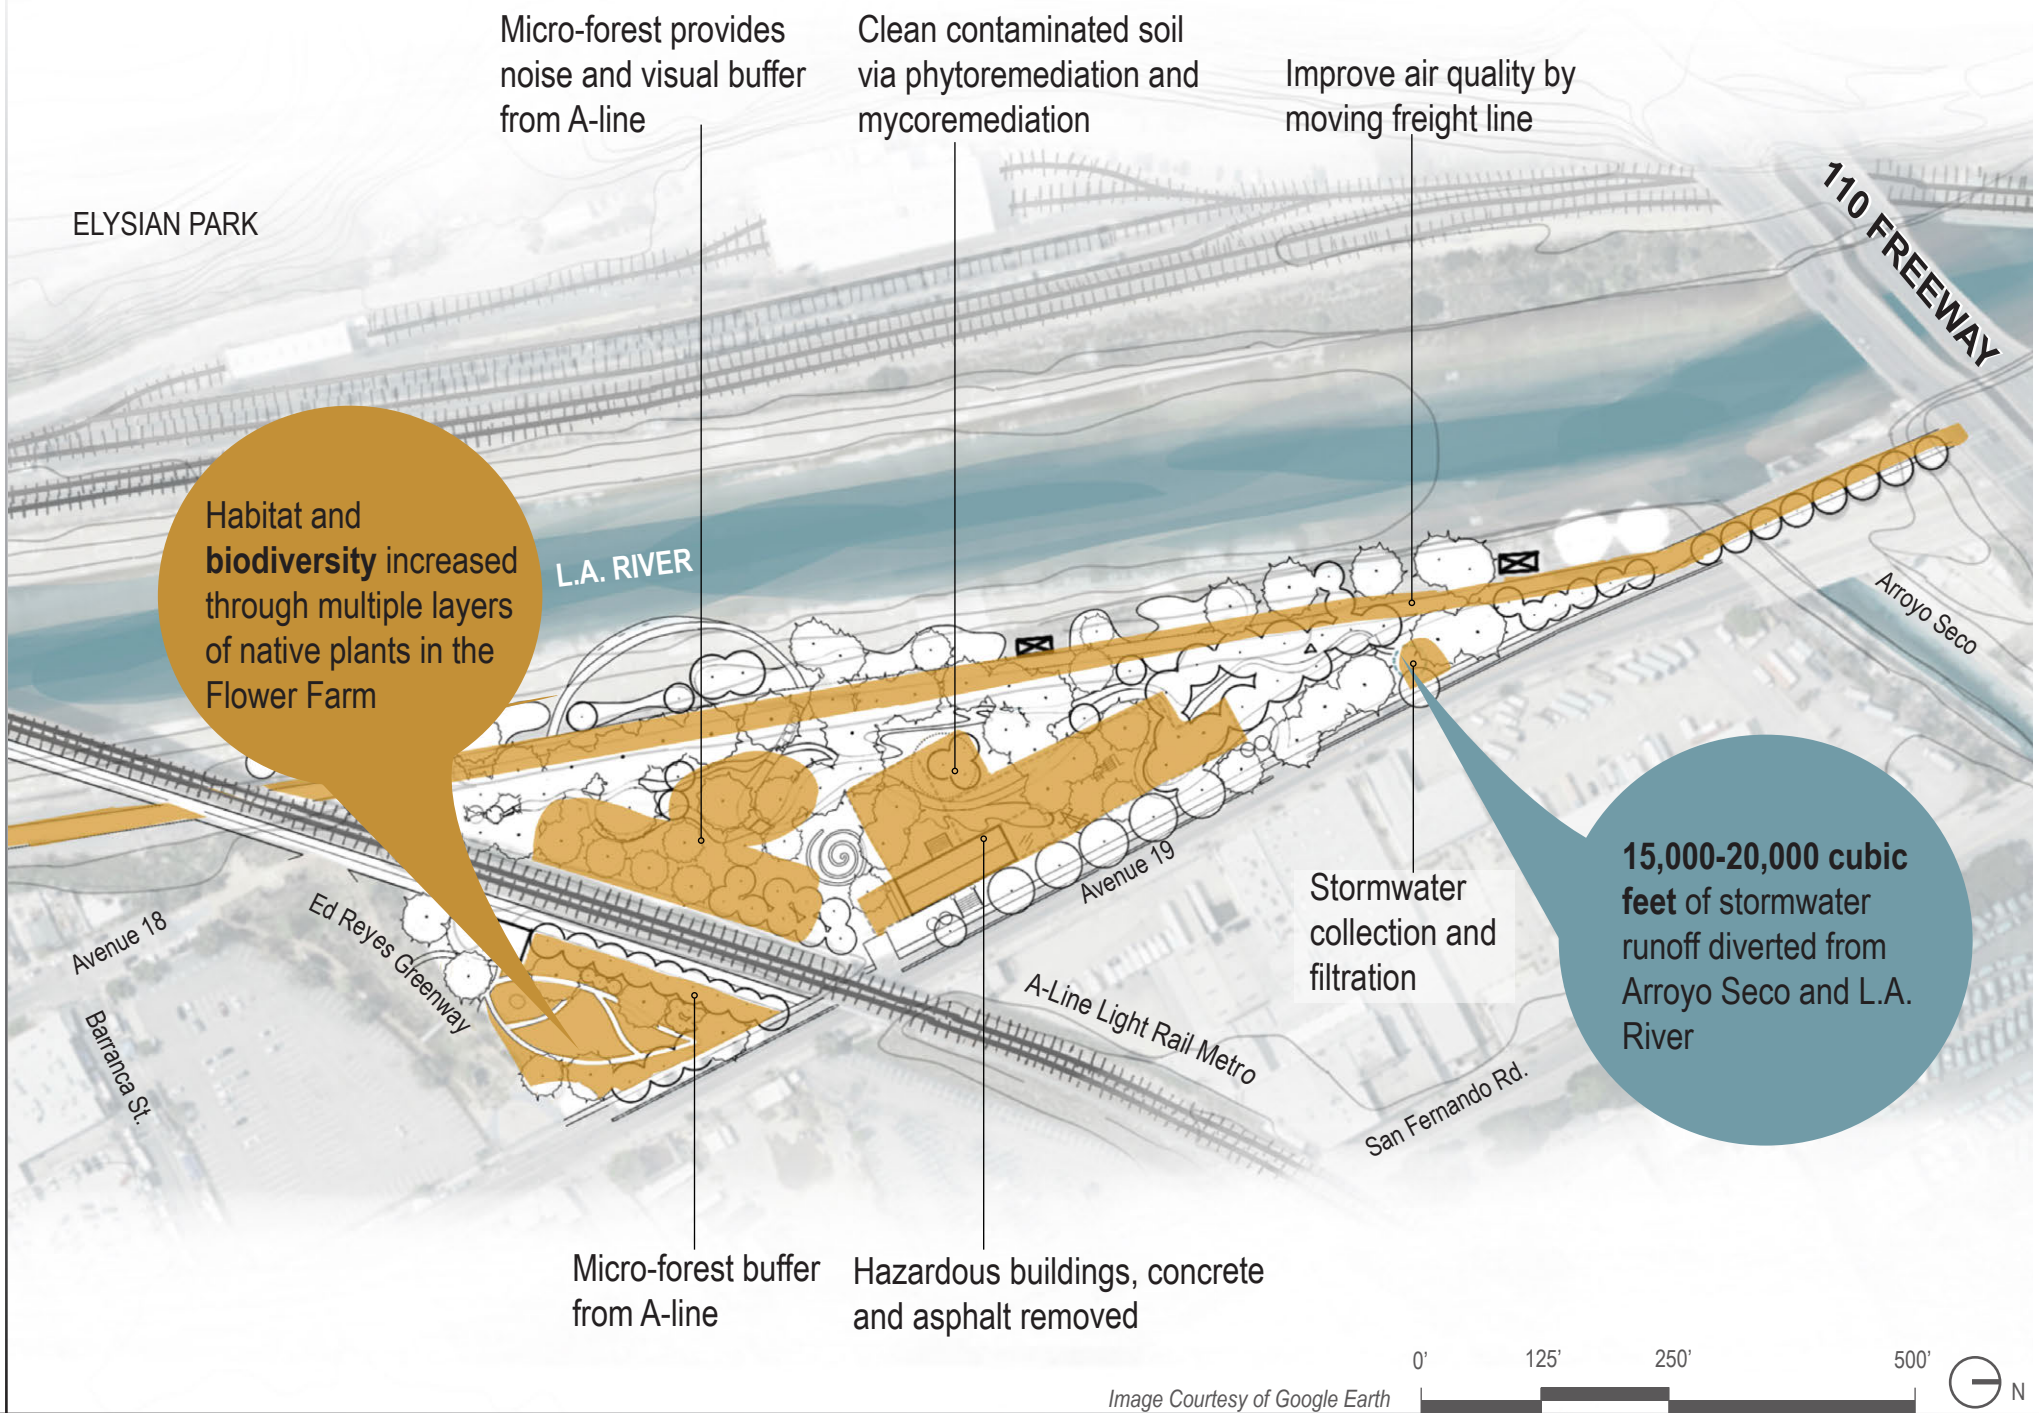 Micro-forest provides
noise and visual buffer
from A-line
Clean contaminated soil
via phytoremediation and
mycoremediation
Improve air quality by
moving freight line
ELYSIAN PARK
110 FREEWAY
Habitat and
biodiversity increased
through multiple layers
of native plants in the
Flower Farm
L.A. RIVER
Arroyo Seco
15,000-20,000 cubic
feet of stormwater
runoff diverted from
Arroyo Seco and L.A.
River
Stormwater
collection and
filtration
Avenue 19
Avenue 18
Ed Reyes Greenway
Barranca St.
A-Line Light Rail Metro
San Fernando Rd.
Micro-forest buffer
from A-line
Hazardous buildings, concrete
and asphalt removed
Image Courtesy of Google Earth
0' 125' 250' 500'
N